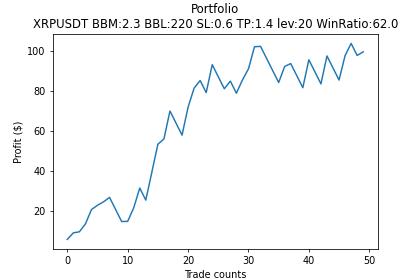 Portfolio
XRPUSDT BBM:2.3 BBL:220 SL:0.6 TP:1.4 lev:20 WinRatio:62.0
100
80
60
40
20
Profit ($)
0 10 20 30 40 50
Trade counts